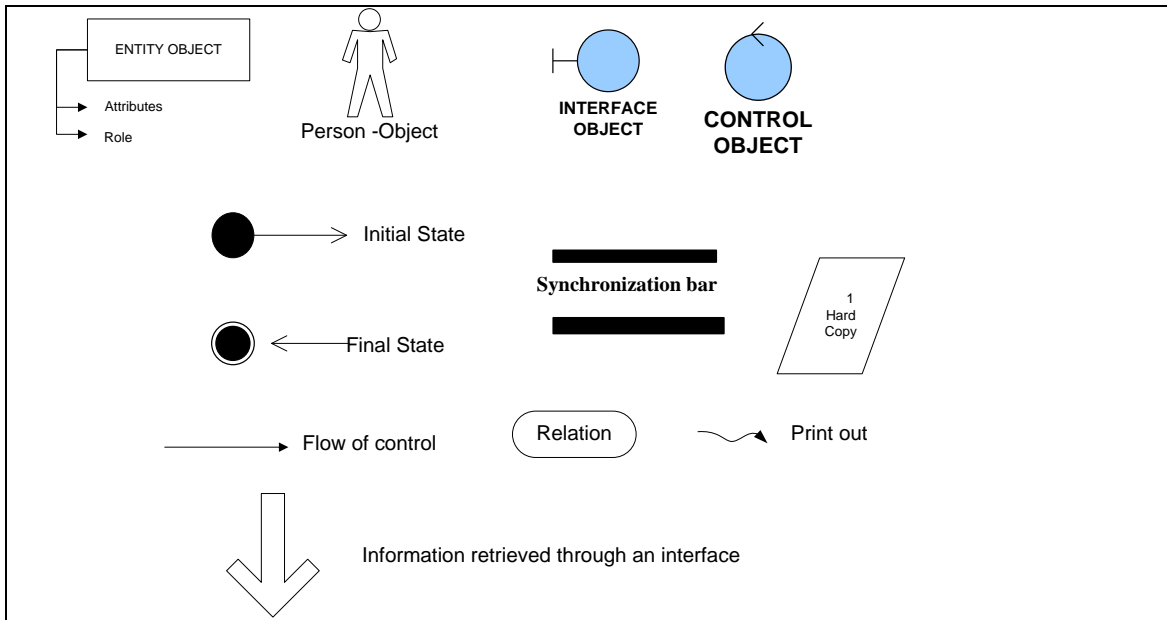 ENTITY OBJECT
Attributes
Role
Person -Object
INTERFACE
OBJECT
CONTROL
OBJECT
Initial State
Synchronization bar
1
Hard
Copy
Final State
Flow of control
Relation
Print out
Information retrieved through an interface